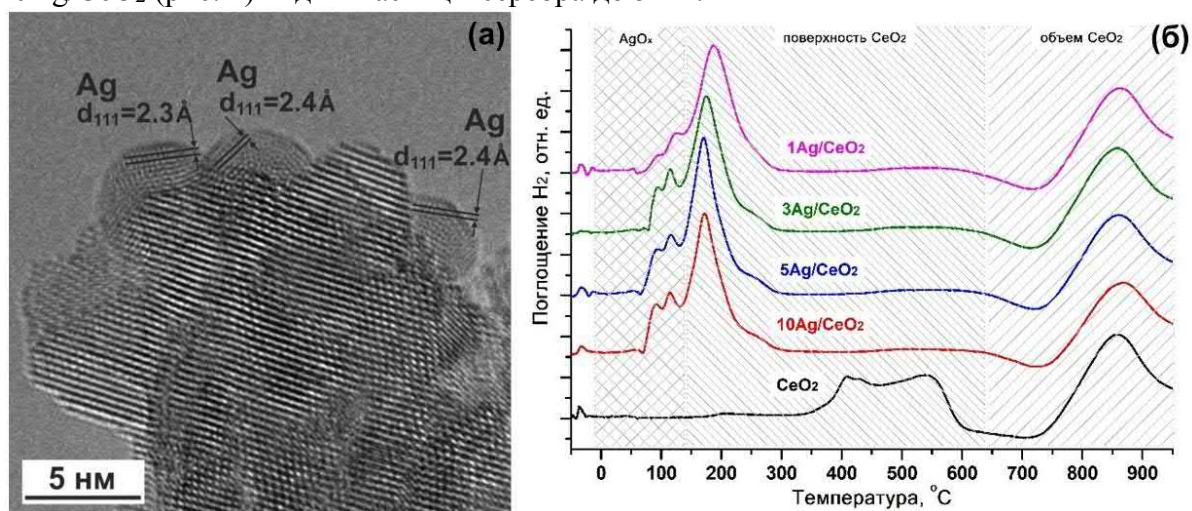 (а)
Ag
d₁₁₁=2.3Å
Ag
d₁₁₁=2.4Å
Ag
d₁₁₁=2.4Å
5 нм
(б)
AgOₓ
поверхность CeO₂
объем CeO₂
Поглощение H₂, отн. ед.
1Ag/CeO₂
3Ag/CeO₂
5Ag/CeO₂
10Ag/CeO₂
CeO₂
0 100 200 300 400 500 600 700 800 900
Температура, °C